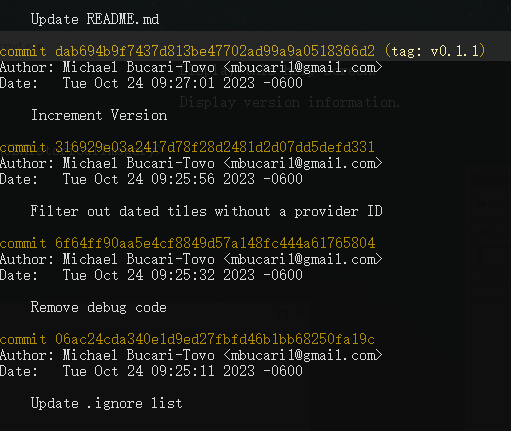 Update README.md
commit dab694b9f7437d813be47702ad99a9a0518366d2 (tag: v0.1.1)
Author: Michael Bucari-Tovo <mbucari1@gmail.com>
Date:   Tue Oct 24 09:27:01 2023 -0600
Display version information.
Increment Version
commit 316929e03a2417d78f28d2481d2d07dd5defd331
Author: Michael Bucari-Tovo <mbucari1@gmail.com>
Date:   Tue Oct 24 09:25:56 2023 -0600
Filter out dated tiles without a provider ID
commit 6f64ff90aa5e4cf8849d57a148fc444a61765804
Author: Michael Bucari-Tovo <mbucari1@gmail.com>
Date:   Tue Oct 24 09:25:32 2023 -0600
Remove debug code
commit 06ac24cda340e1d9ed27fbfd46b1bb68250fa19c
Author: Michael Bucari-Tovo <mbucari1@gmail.com>
Date:   Tue Oct 24 09:25:11 2023 -0600
Update .ignore list